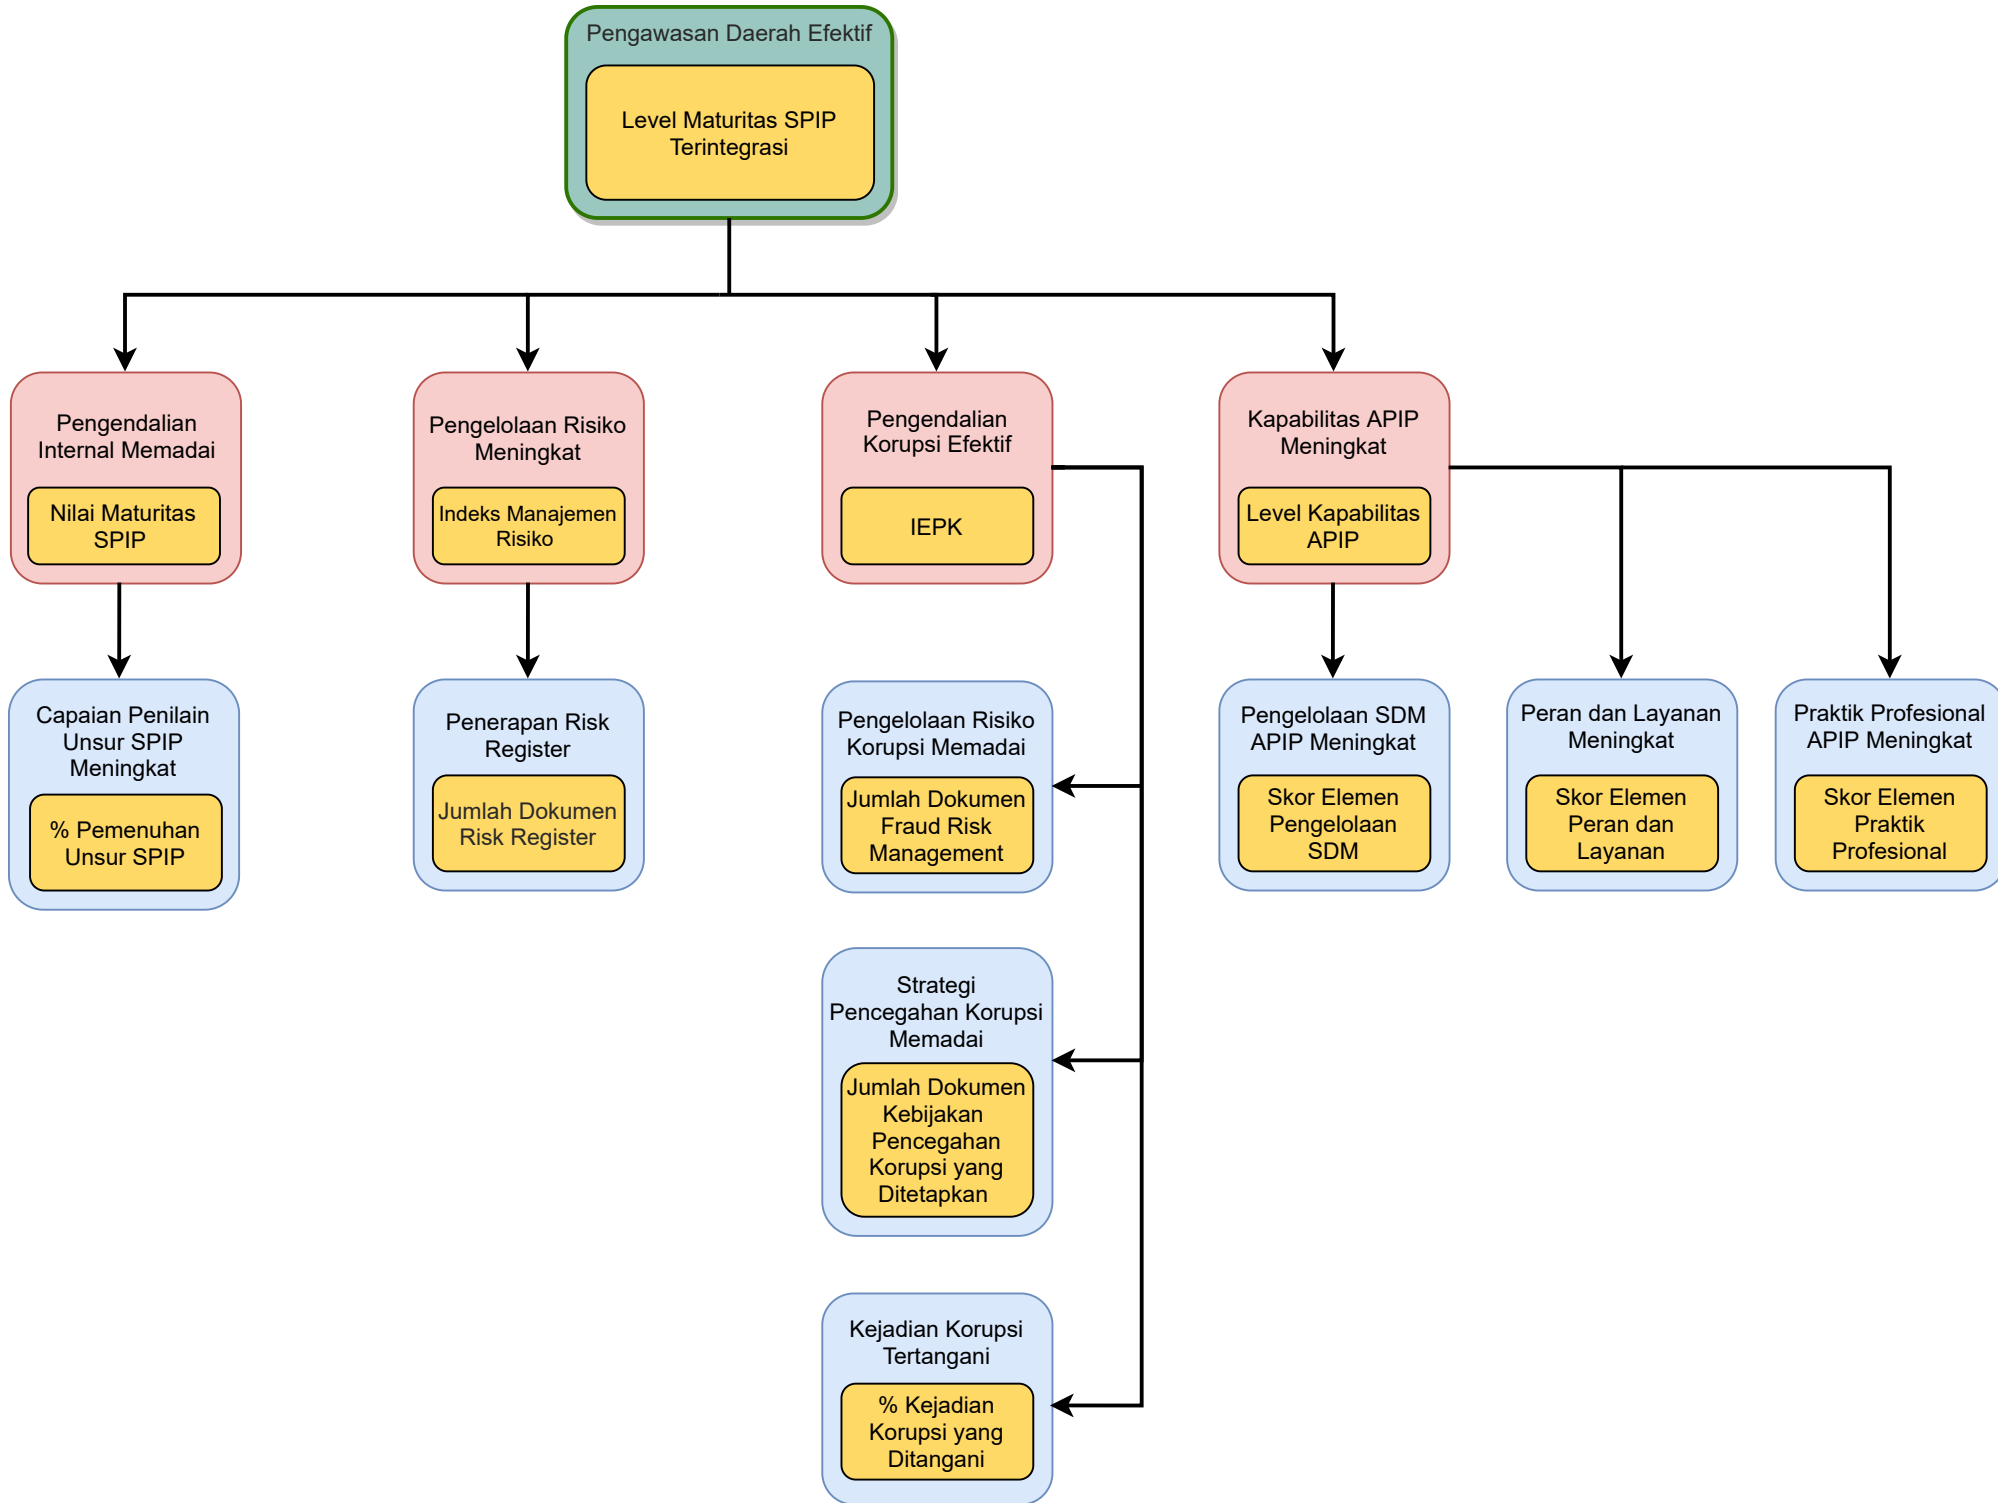 Pengawasan Daerah Efektif
Level Maturitas SPIP
Terintegrasi
Pengendalian
Internal Memadai
Nilai Maturitas
SPIP
Pengelolaan Risiko
Meningkat
Indeks Manajemen
Risiko
Pengendalian
Korupsi Efektif
IEPK
Kapabilitas APIP
Meningkat
Level Kapabilitas
APIP
Capaian Penilain
Unsur SPIP
Meningkat
% Pemenuhan
Unsur SPIP
Penerapan Risk
Register
Jumlah Dokumen
Risk Register
Pengelolaan Risiko
Korupsi Memadai
Jumlah Dokumen
Fraud Risk
Management
Pengelolaan SDM
APIP Meningkat
Skor Elemen
Pengelolaan
SDM
Peran dan Layanan
Meningkat
Skor Elemen
Peran dan
Layanan
Praktik Profesional
APIP Meningkat
Skor Elemen
Praktik
Profesional
Strategi
Pencegahan Korupsi
Memadai
Jumlah Dokumen
Kebijakan
Pencegahan
Korupsi yang
Ditetapkan
Kejadian Korupsi
Tertangani
% Kejadian
Korupsi yang
Ditangani